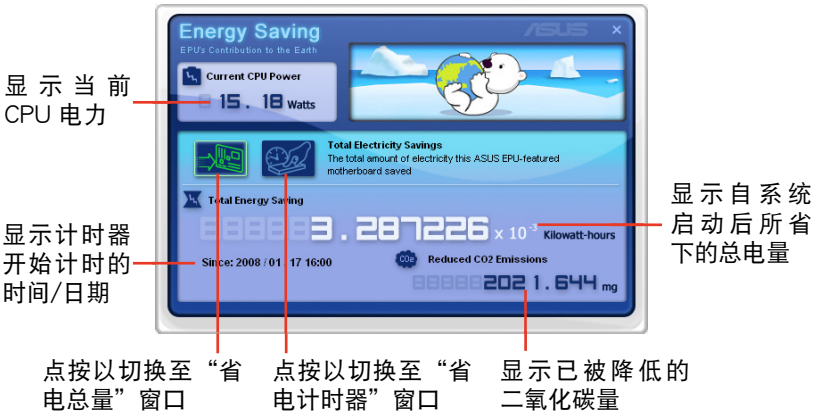 Energy Saving
EPU's Contribution to the Earth
ASUS
×
Current CPU Power
15.18 Watts
显示当前
CPU 电力
Total Electricity Savings
The total amount of electricity this ASUS EPU-featured
motherboard saved
Total Energy Saving
3.287226 x 10⁻³ Kilowatt-hours
显示自系统
启动后所省
下的总电量
显示计时器
开始计时的
时间/日期
Since: 2008 / 01 / 17 16:00
CO2
Reduced CO2 Emissions
2021.644 mg
点按以切换至“省
电总量”窗口
点按以切换至“省
电计时器”窗口
显示已被降低的
二氧化碳量